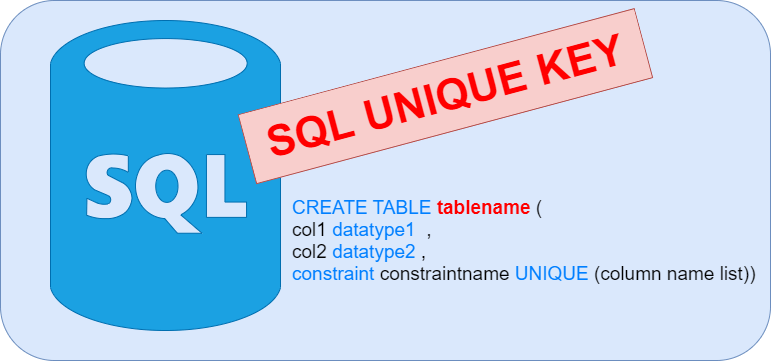 SQL UNIQUE KEY
SQL
CREATE TABLE tablename (
col1 datatype1  ,
col2 datatype2 ,
constraint constraintname UNIQUE (column name list))